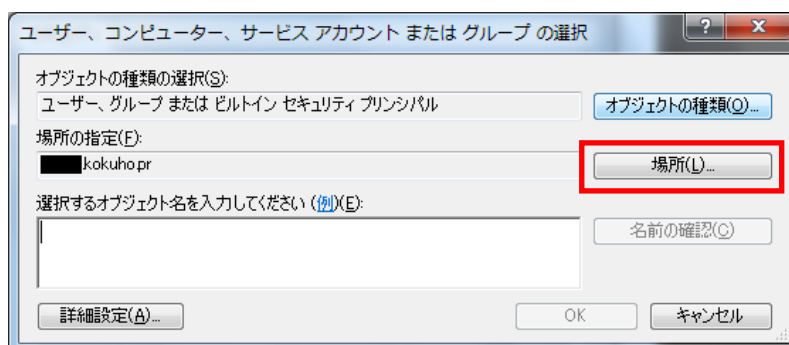 ユーザー、コンピューター、サービス アカウント または グループ の選択
オブジェクトの種類の選択(S):
ユーザー、グループ または ビルトイン セキュリティ プリンシパル
オブジェクトの種類(O)...
場所の指定(F):
.kokuho.pr
場所(L)...
選択するオブジェクト名を入力してください (例)(E):
名前の確認(C)
詳細設定(A)...
OK
キャンセル